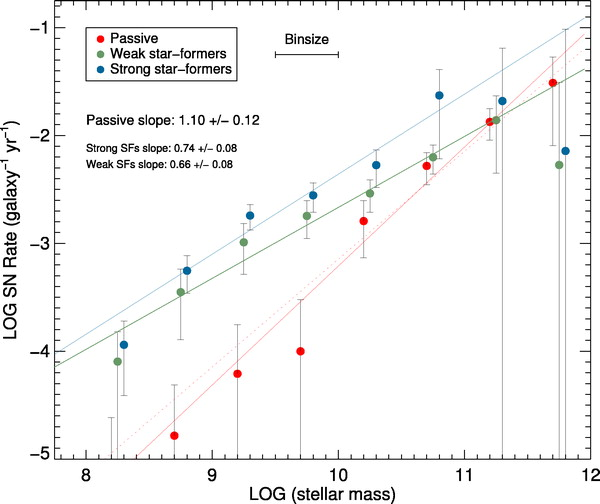 Passive
Weak star-formers
Strong star-formers
Binsize
Passive slope: 1.10 +/− 0.12
Strong SFs slope: 0.74 +/− 0.08
Weak SFs slope: 0.66 +/− 0.08
LOG SN Rate (galaxy⁻¹ yr⁻¹)
−1
−2
−3
−4
−5
8 9 10 11 12
LOG (stellar mass)